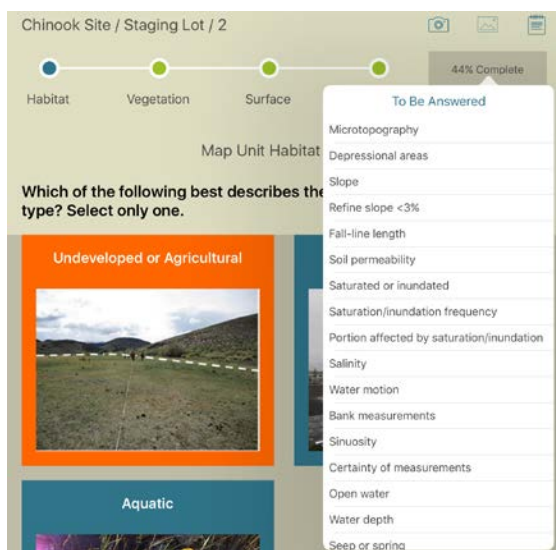 Chinook Site / Staging Lot / 2
44% Complete
Habitat
Vegetation
Surface
Map Unit Habitat
Which of the following best describes the
type? Select only one.
Undeveloped or Agricultural
Aquatic
To Be Answered
Microtopography
Depressional areas
Slope
Refine slope <3%
Fall-line length
Soil permeability
Saturated or inundated
Saturation/inundation frequency
Portion affected by saturation/inundation
Salinity
Water motion
Bank measurements
Sinuosity
Certainty of measurements
Open water
Water depth
Seep or spring